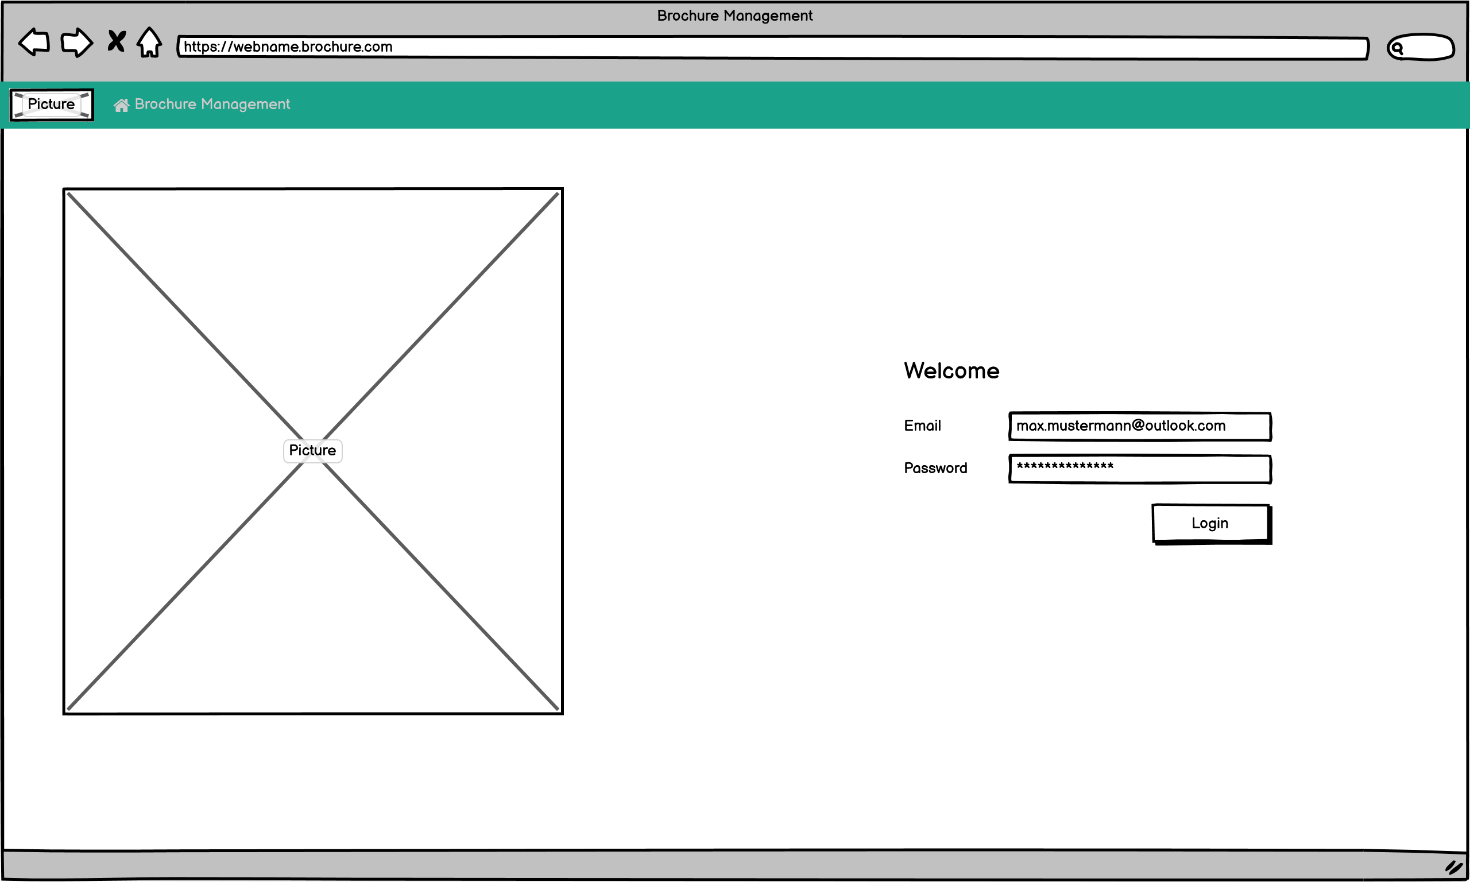 Brochure Management
https://webname.brochure.com
Picture
Brochure Management
Picture
Welcome
Email
max.mustermann@outlook.com
Password
**************
Login